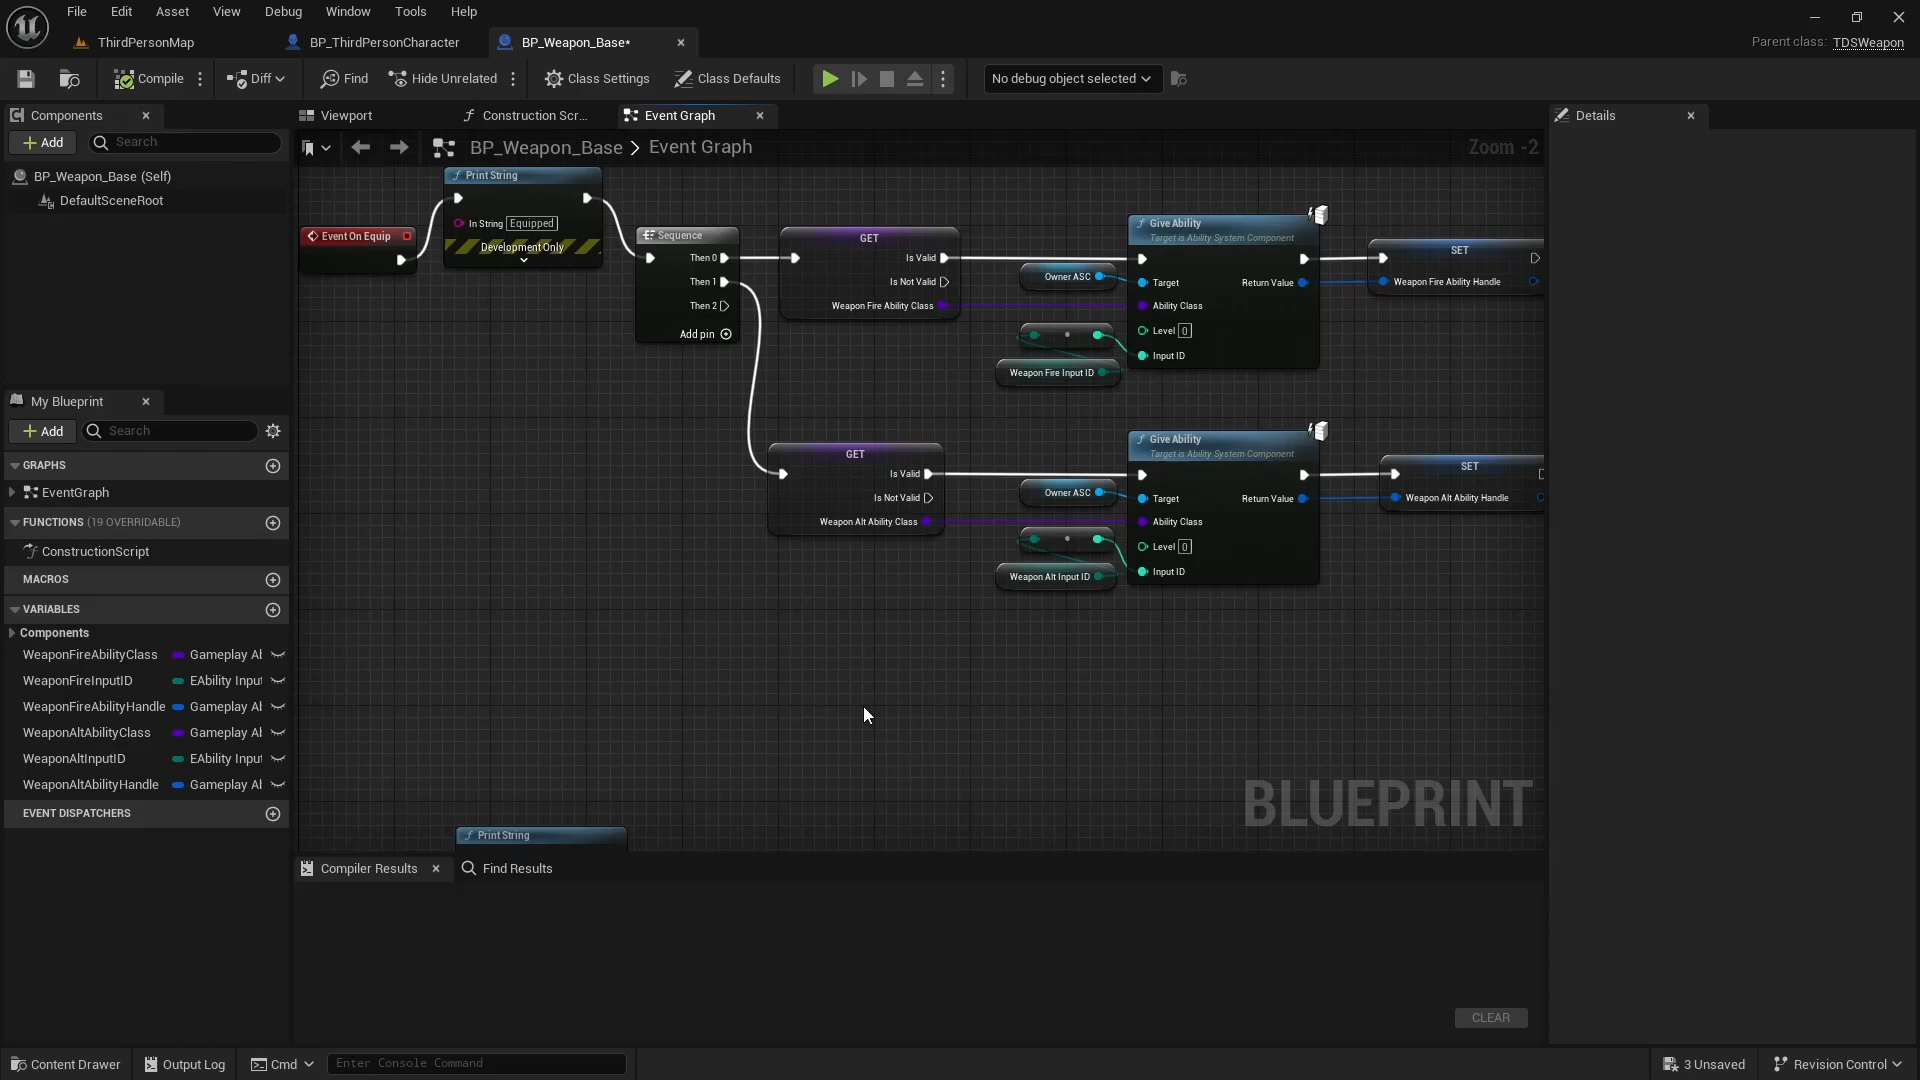 File Edit Asset View Debug Window Tools Help
ThirdPersonMap BP_ThirdPersonCharacter BP_Weapon_Base* Parent class: TDSWeapon
Compile Diff Find Hide Unrelated Class Settings Class Defaults No debug object selected
Components
Add Search
BP_Weapon_Base (Self)
DefaultSceneRoot
My Blueprint
Add Search
GRAPHS
EventGraph
FUNCTIONS (19 OVERRIDABLE)
ConstructionScript
MACROS
VARIABLES
Components
WeaponFireAbilityClass Gameplay Al
WeaponFireInputID EAbility Input
WeaponFireAbilityHandle Gameplay Al
WeaponAltAbilityClass Gameplay Al
WeaponAltInputID EAbility Input
WeaponAltAbilityHandle Gameplay Al
EVENT DISPATCHERS
Viewport Construction Scr... Event Graph
BP_Weapon_Base > Event Graph Zoom -2
Event On Equip
Print String
In String Equipped
Development Only
Sequence
Then 0
Then 1
Then 2
Add pin
GET
Is Valid
Is Not Valid
Weapon Fire Ability Class
Owner ASC
Weapon Fire Input ID
Give Ability
Target is Ability System Component
Target Return Value
Ability Class
Level 0
Input ID
SET
Weapon Fire Ability Handle
GET
Is Valid
Is Not Valid
Weapon Alt Ability Class
Owner ASC
Weapon Alt Input ID
Give Ability
Target is Ability System Component
Target Return Value
Ability Class
Level 0
Input ID
SET
Weapon Alt Ability Handle
BLUEPRINT
Print String
Details
Compiler Results Find Results
CLEAR
Content Drawer Output Log Cmd Enter Console Command 3 Unsaved Revision Control